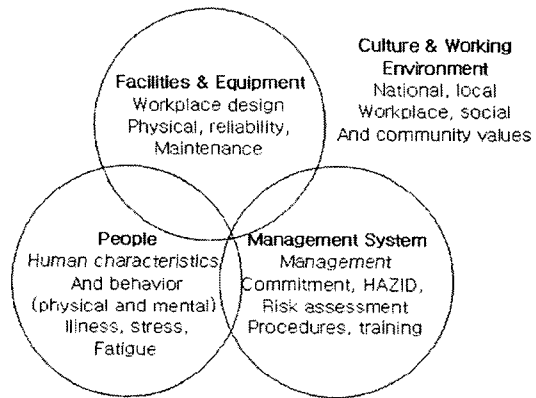 Culture & Working
Environment
National, local
Workplace, social
And community values
Facilities & Equipment
Workplace design
Physical, reliability,
Maintenance
People
Human characteristics
And behavior
(physical and mental)
Illness, stress,
Fatigue
Management System
Management
Commitment, HAZID,
Risk assessment
Procedures, training